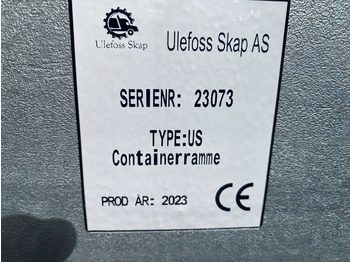 Ulefoss Skap
Ulefoss Skap AS
SERIENR: 23073
TYPE:US
Containerramme
PROD ÅR: 2023
CE